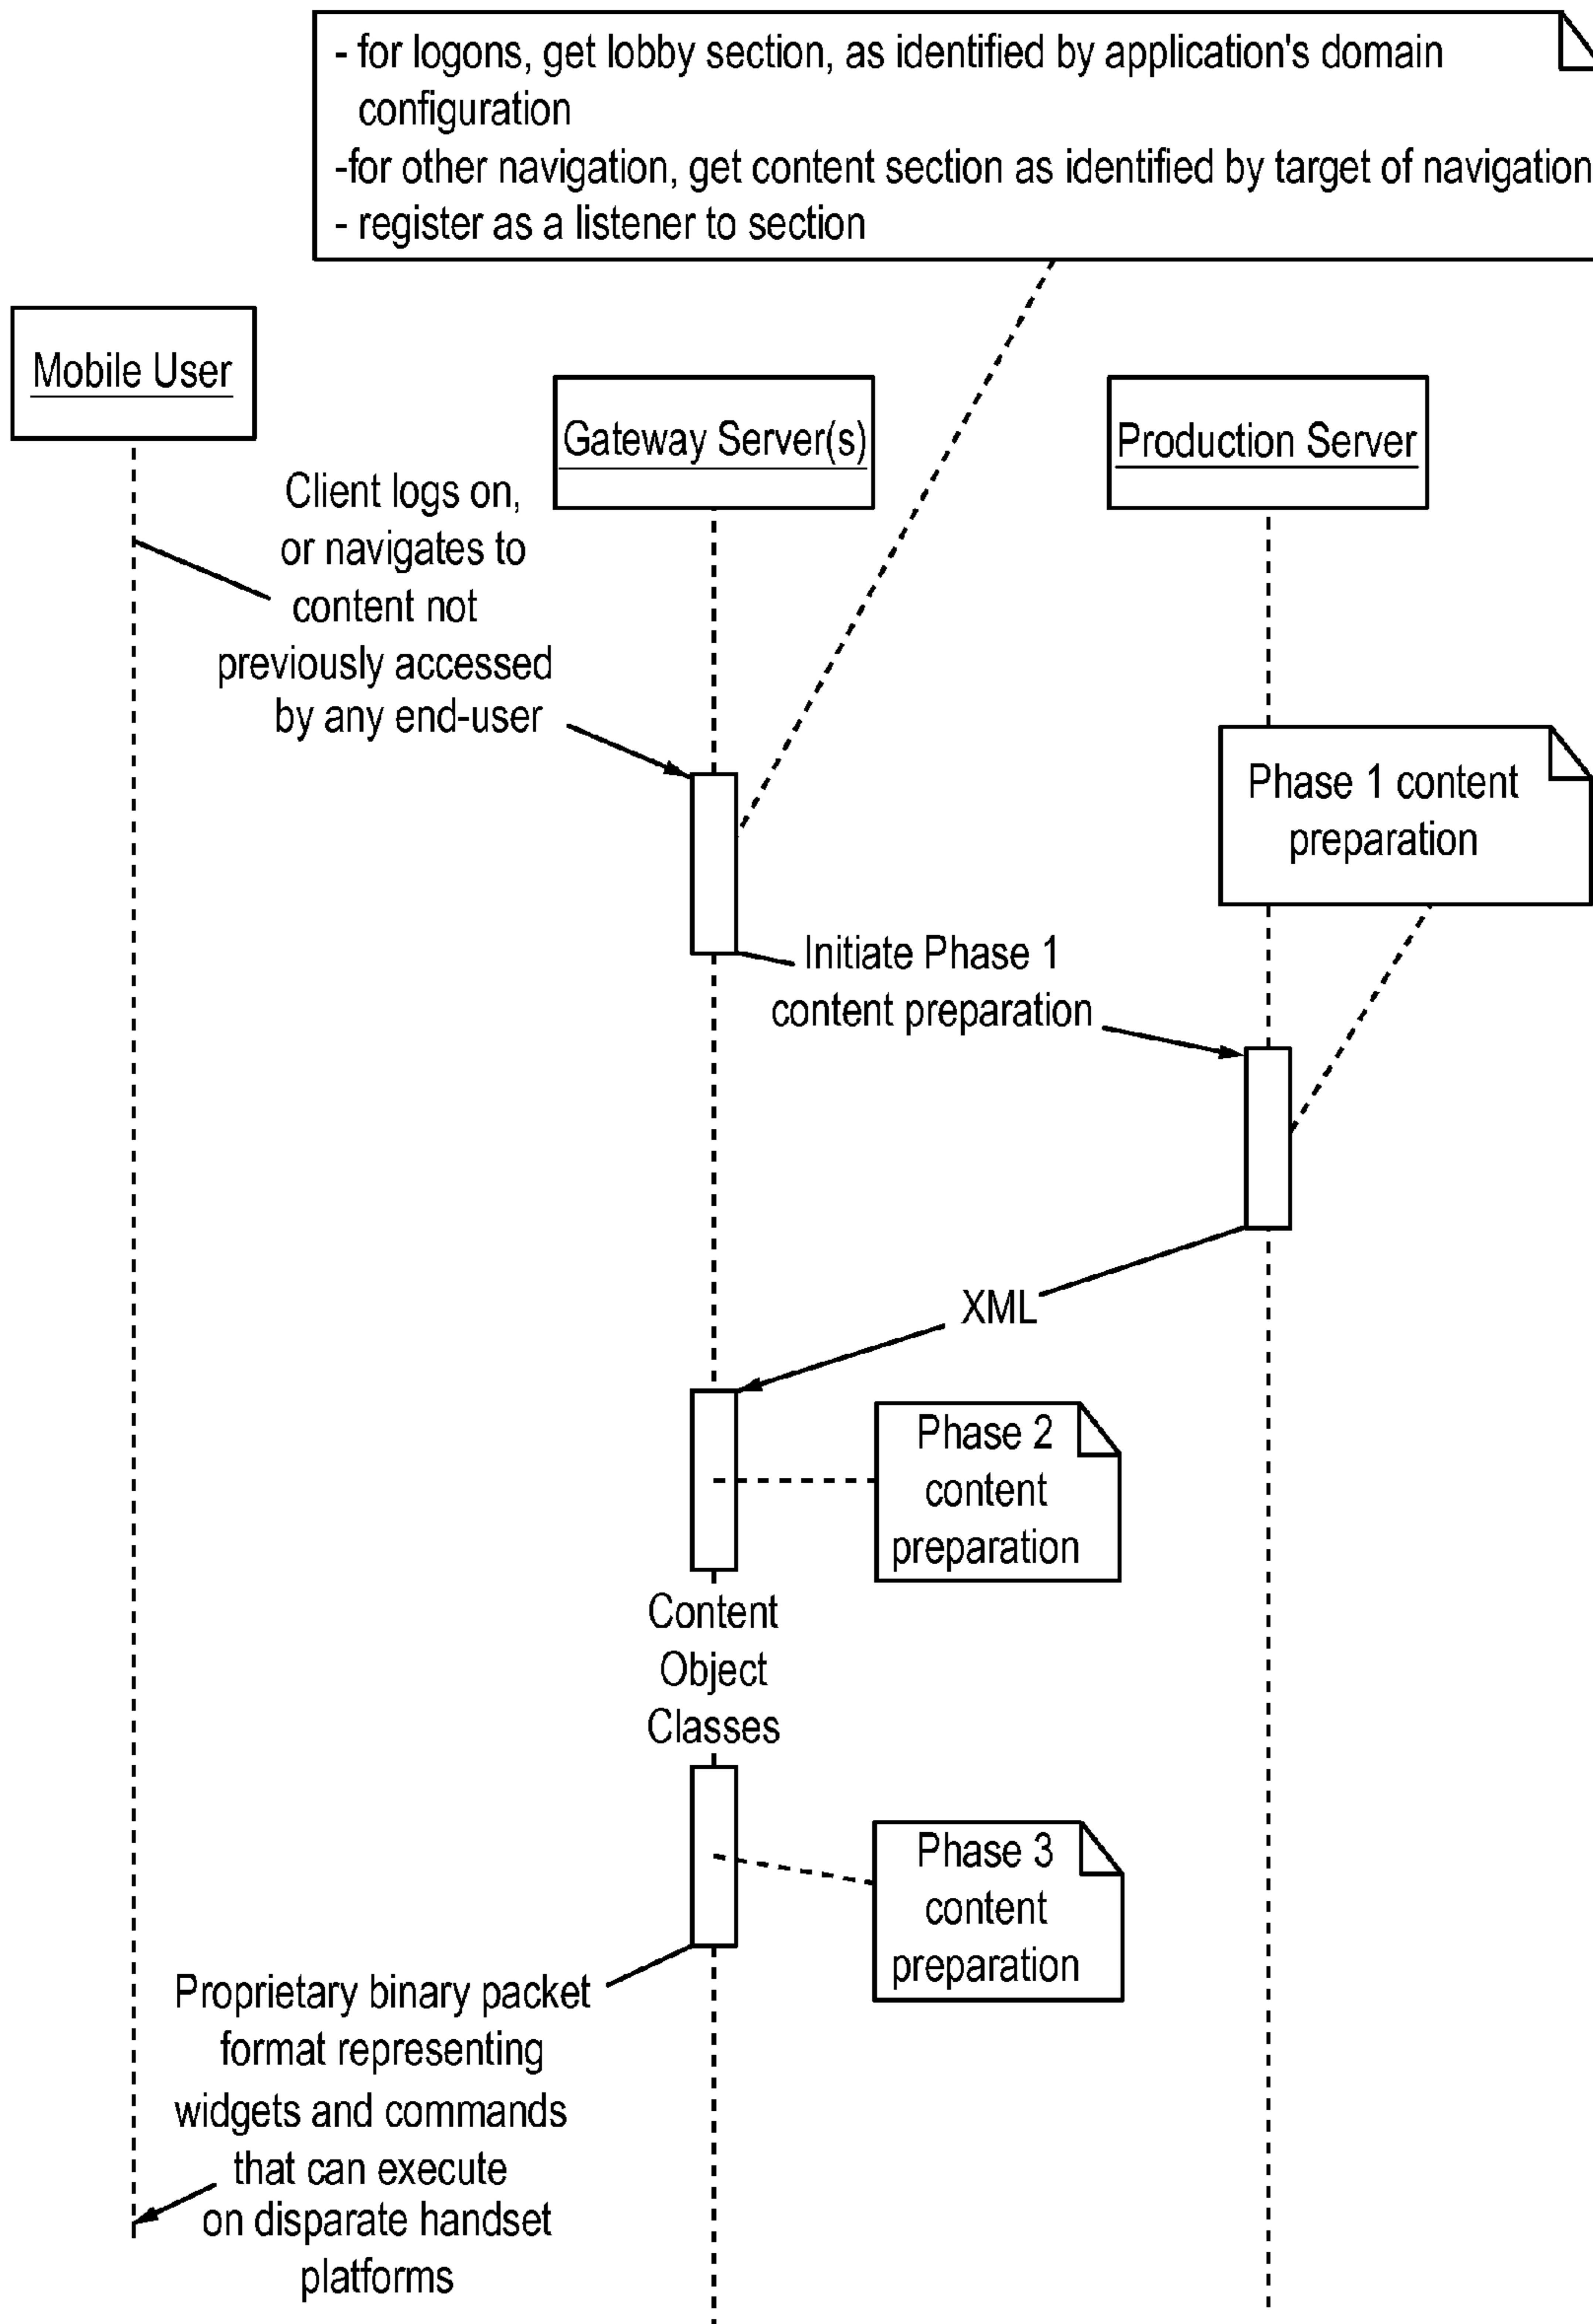 - for logons, get lobby section, as identified by application's domain
configuration
-for other navigation, get content section as identified by target of navigation
- register as a listener to section
Mobile User
Gateway Server(s)
Production Server
Client logs on,
or navigates to
content not
previously accessed
by any end-user
Phase 1 content
preparation
Initiate Phase 1
content preparation
XML
Phase 2
content
preparation
Content
Object
Classes
Phase 3
content
preparation
Proprietary binary packet
format representing
widgets and commands
that can execute
on disparate handset
platforms